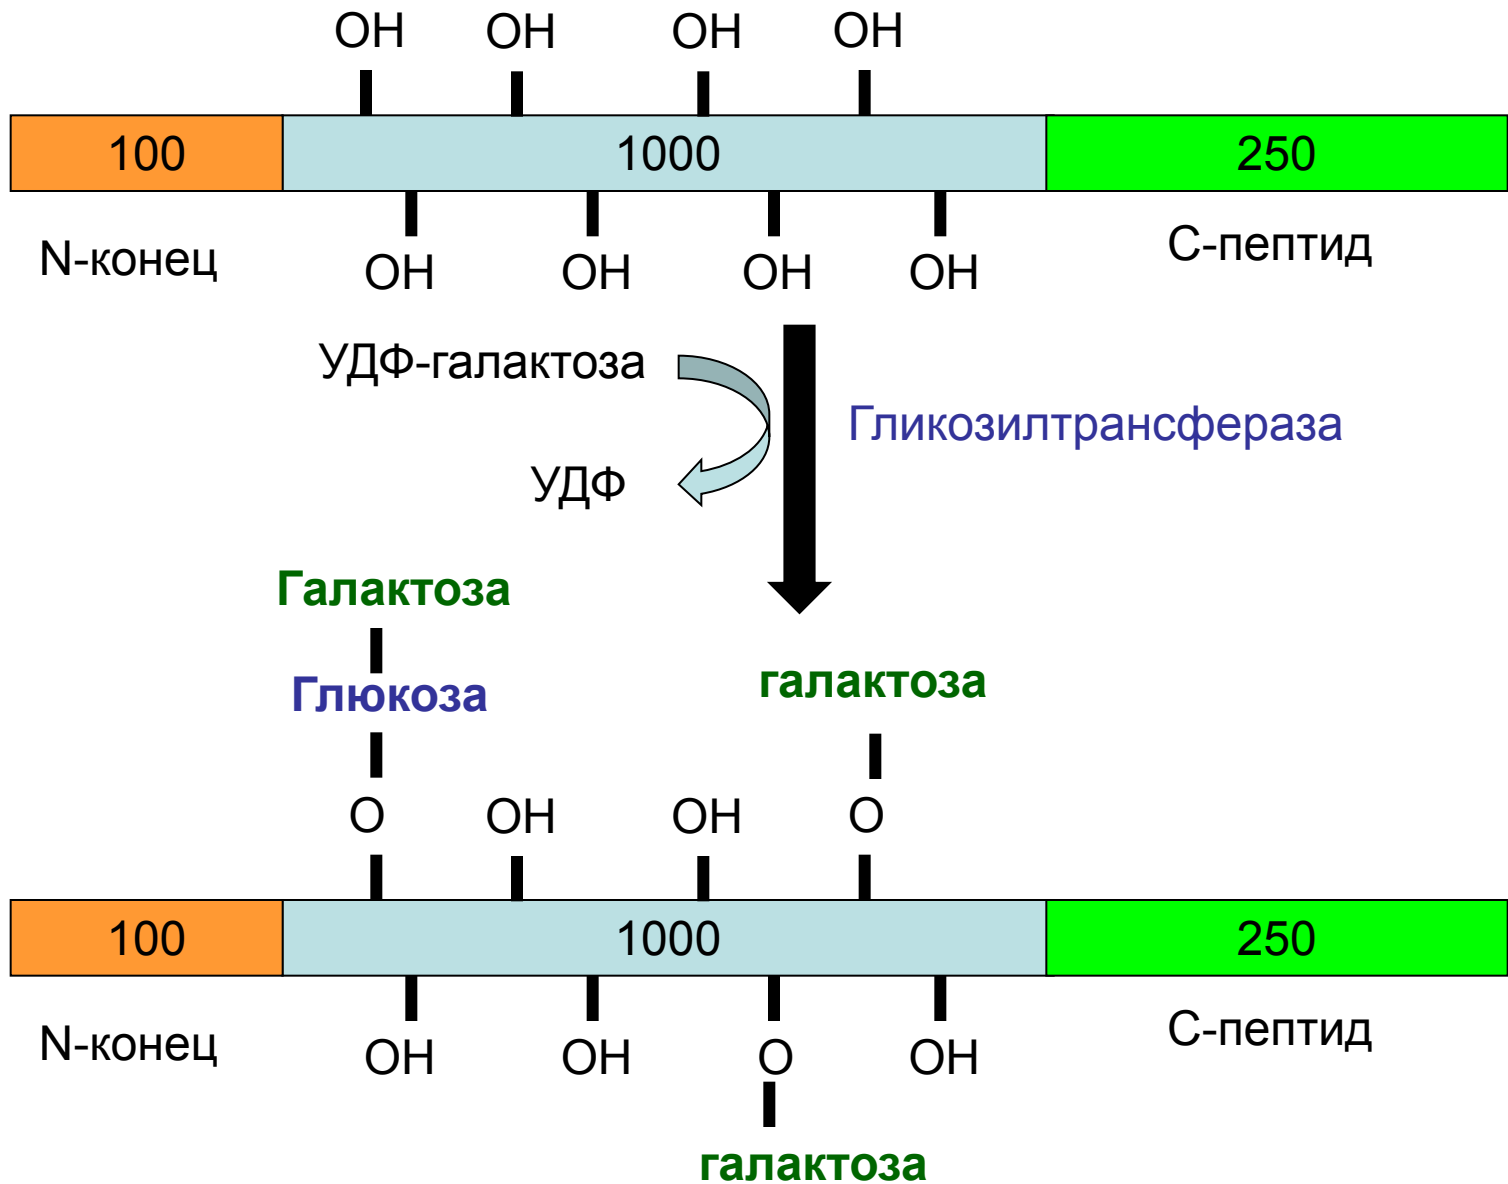 OH OH OH OH
100 1000 250
N-конец OH OH OH OH С-пептид
УДФ-галактоза
Гликозилтрансфераза
УДФ
Галактоза
Глюкоза галактоза
O OH OH O
100 1000 250
N-конец OH OH O OH С-пептид
галактоза